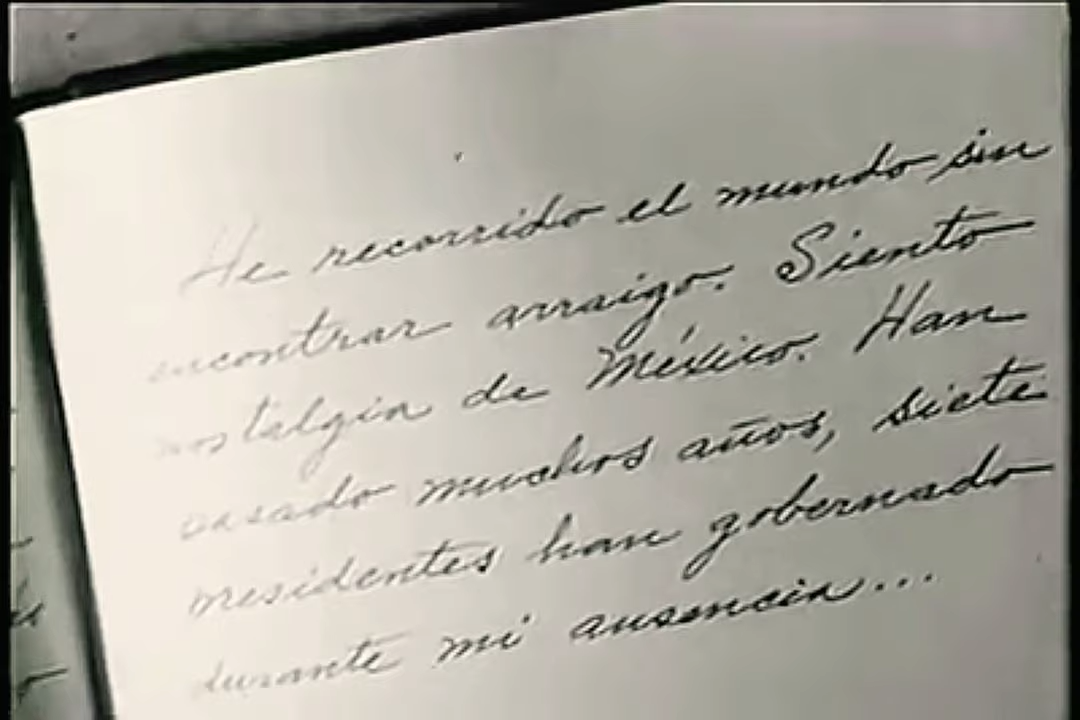 He recorrido el mundo sin
encontrar arraigo. Siento
nostalgia de México. Han
pasado muchos años, siete
presidentes han gobernado
durante mi ausencia...